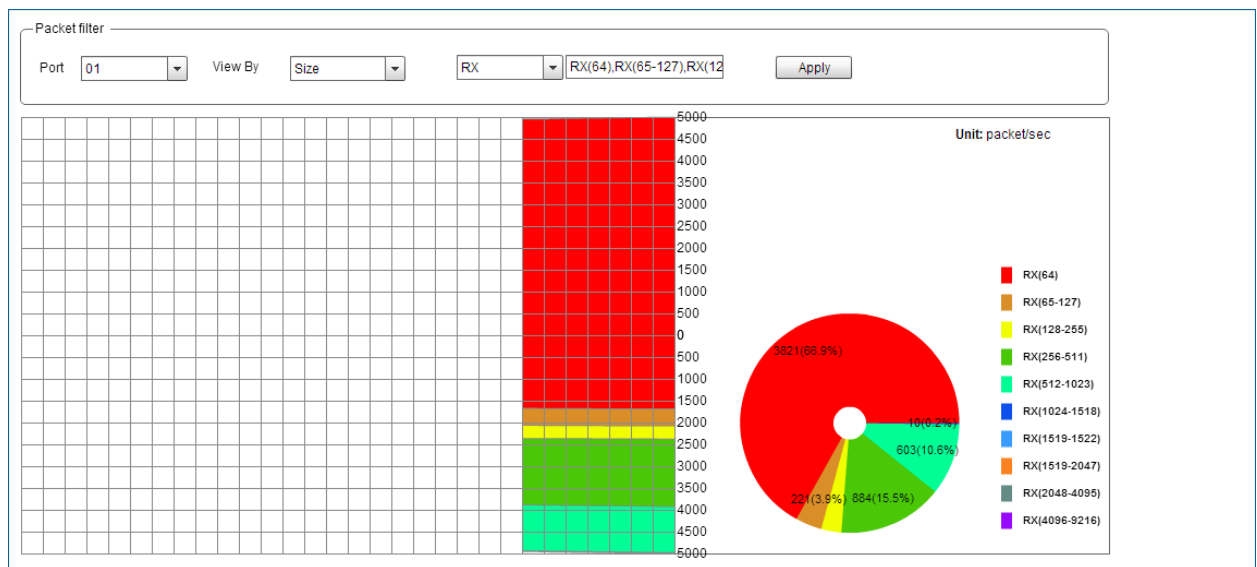 Packet filter
Port 01 View By Size RX RX(64),RX(65-127),RX(12 Apply
Unit: packet/sec
5000
4500
4000
3500
3000
2500
2000
1500
1000
500
0
500
1000
1500
2000
2500
3000
3500
4000
4500
5000
3821(66.9%)
10(0.2%)
603(10.6%)
221(3.9%)
884(15.5%)
RX(64)
RX(65-127)
RX(128-255)
RX(256-511)
RX(512-1023)
RX(1024-1518)
RX(1519-1522)
RX(1519-2047)
RX(2048-4095)
RX(4096-9216)